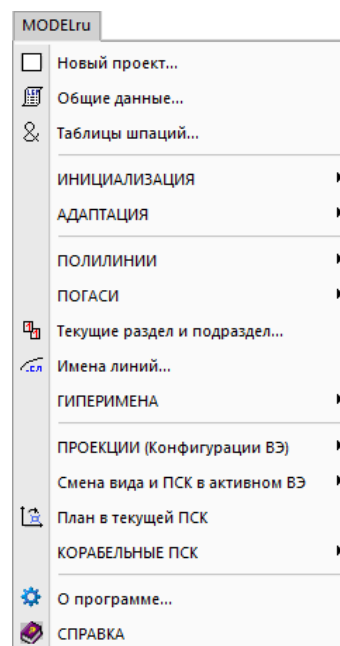 MODELru
Новый проект...
Общие данные...
Таблицы шпаций...
ИНИЦИАЛИЗАЦИЯ
АДАПТАЦИЯ
ПОЛИЛИНИИ
ПОГАСИ
Текущие раздел и подраздел...
Имена линий...
ГИПЕРИМЕНА
ПРОЕКЦИИ (Конфигурации ВЭ)
Смена вида и ПСК в активном ВЭ
План в текущей ПСК
КОРАБЕЛЬНЫЕ ПСК
О программе...
СПРАВКА